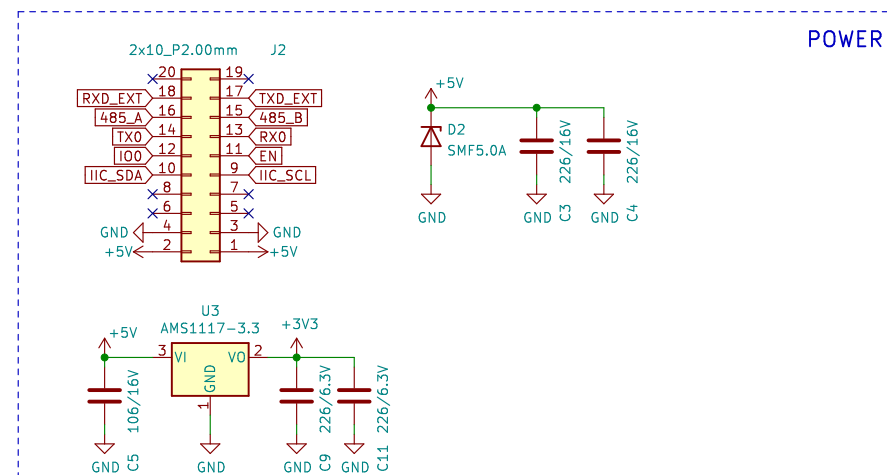 POWER
2x10_P2.00mm J2
20 19
RXD_EXT 18 17 TXD_EXT
485_A 16 15 485_B
TX0 14 13 RX0
IO0 12 11 EN
IIC_SDA 10 9 IIC_SCL
8 7
6 5
GND 4 3 GND
+5V 2 1 +5V
+5V
D2
SMF5.0A
226/16V
226/16V
GND
GND C3
GND C4
U3
AMS1117-3.3
+5V
+3V3
3 VI VO 2
GND
1
106/16V
226/6.3V
226/6.3V
GND C5
GND
GND C9
GND C11